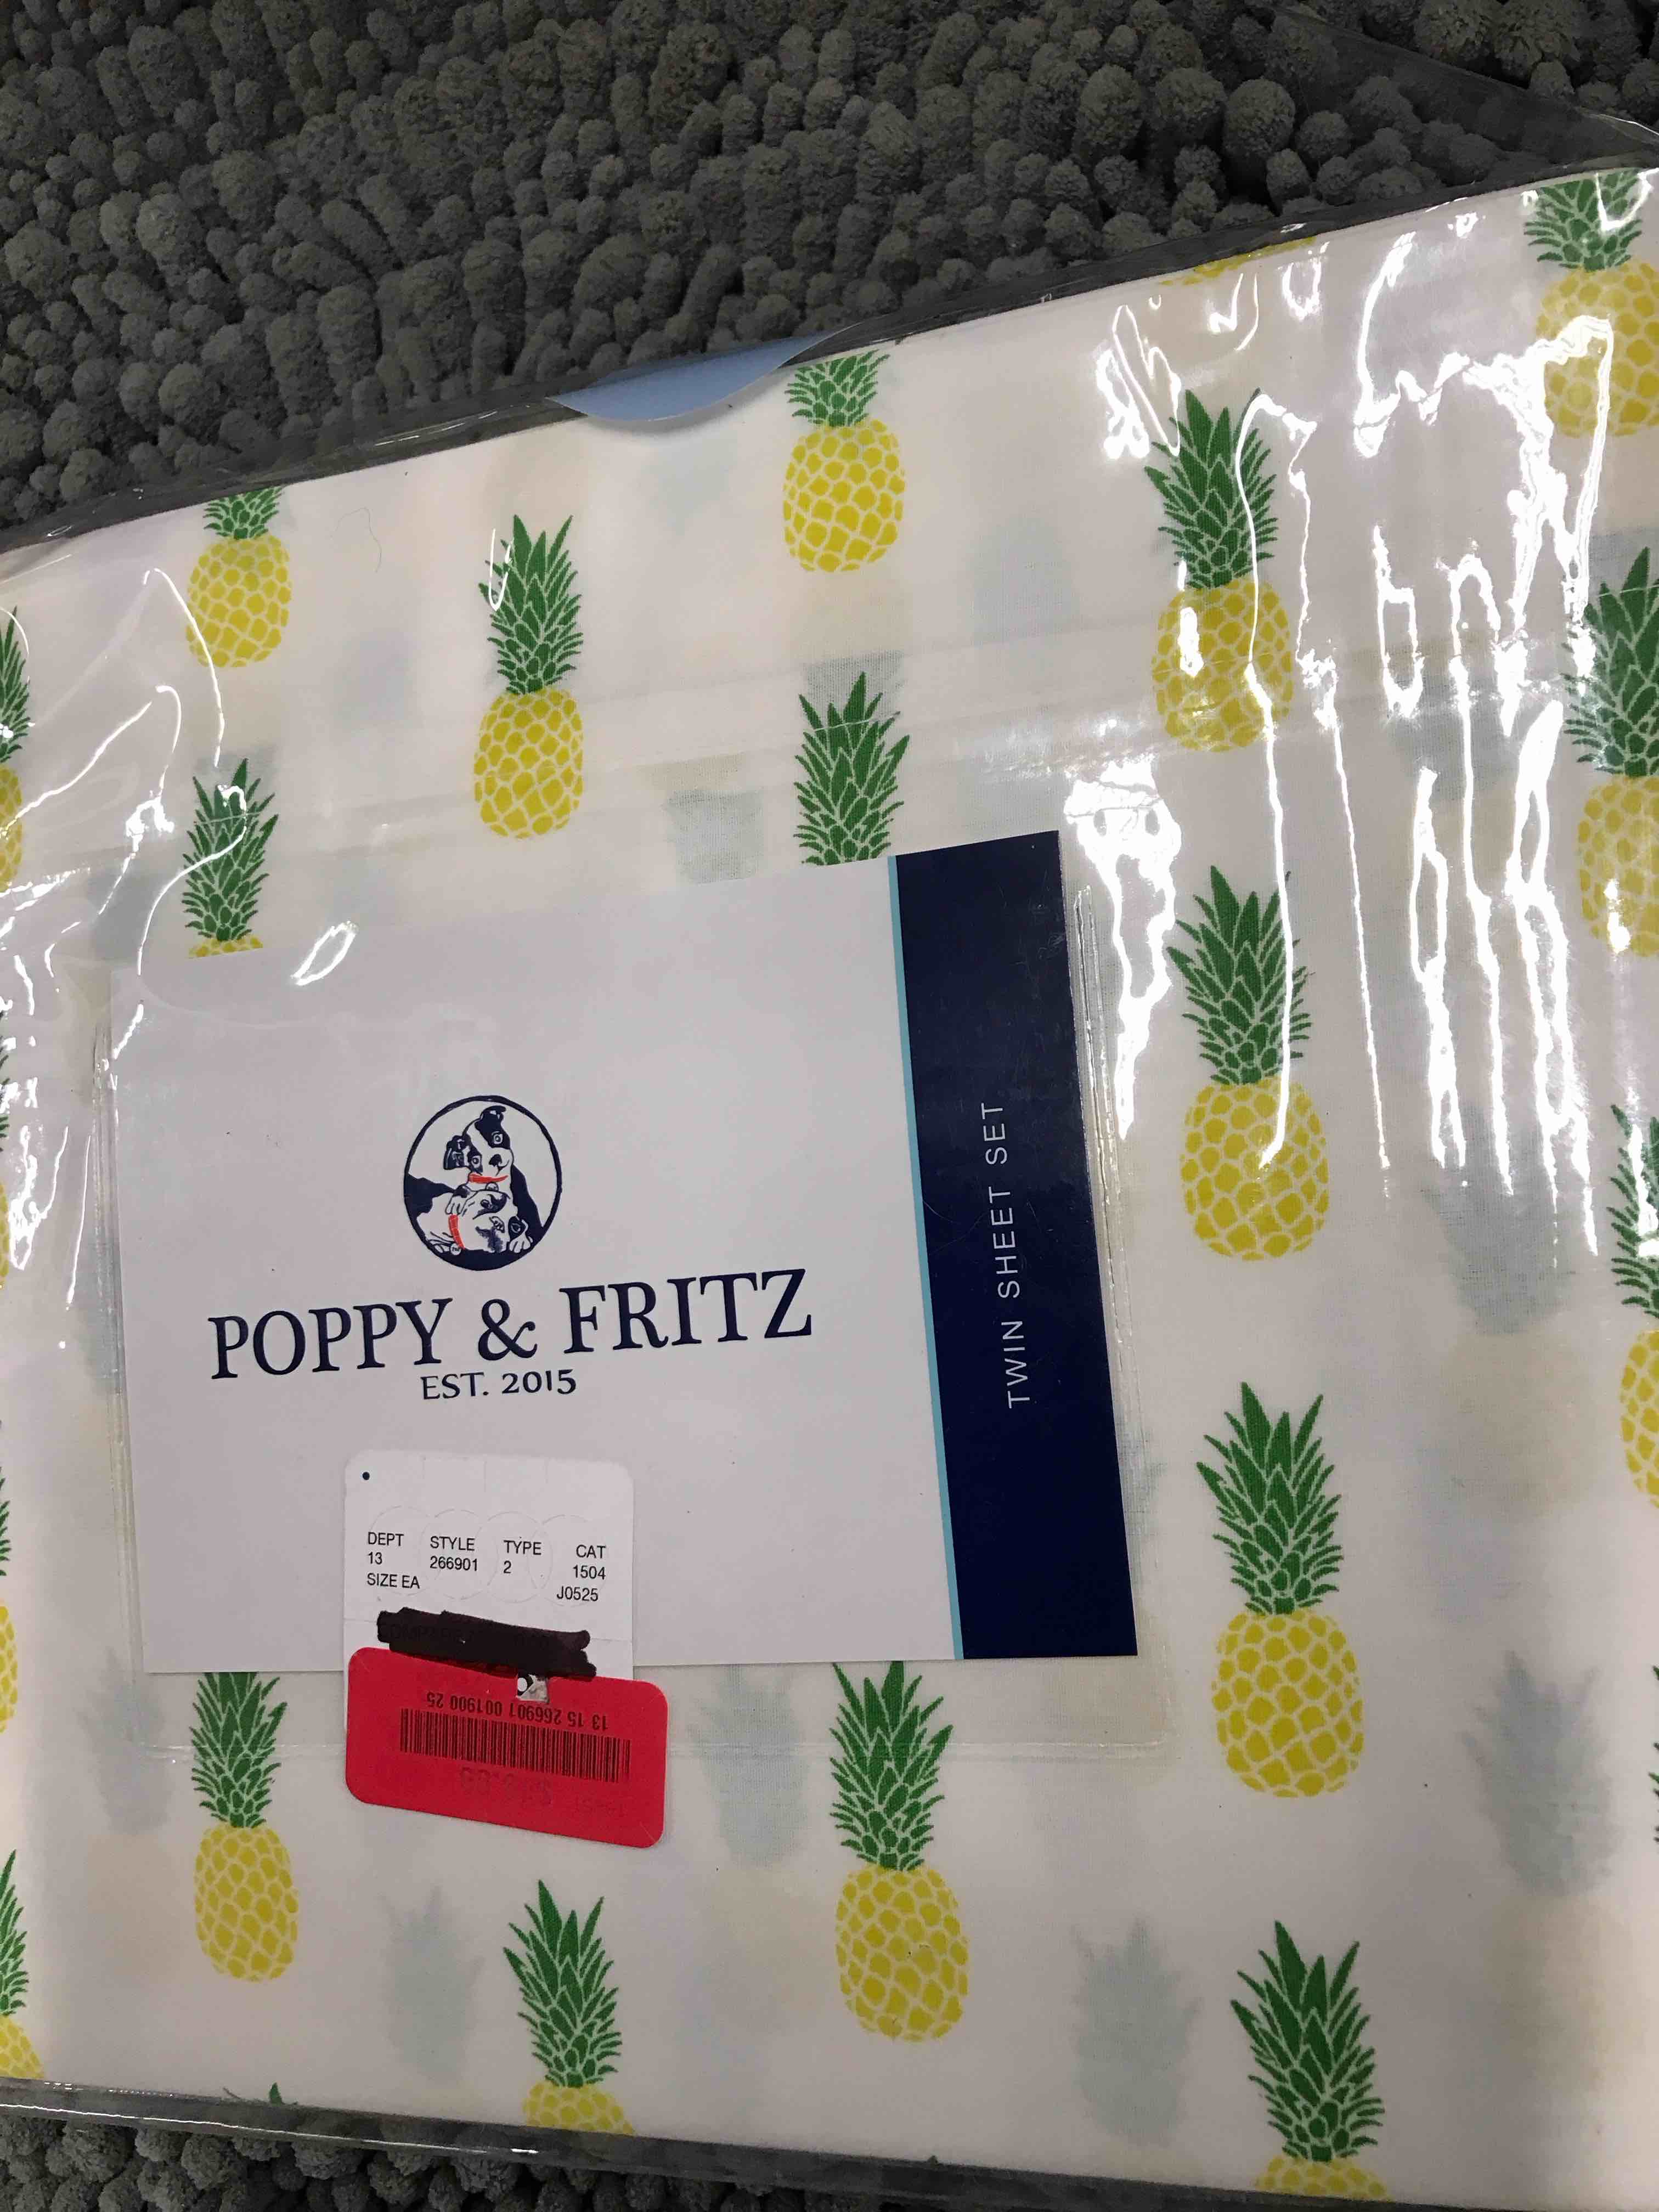 POPPY & FRITZ
EST. 2015
TWIN SHEET SET
DEPT STYLE TYPE CAT
13 266901 2 1504
SIZE EA J0525
13 15 266901 001900 25